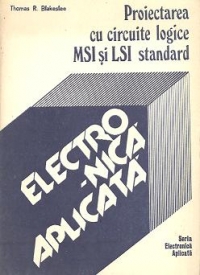 Thomas R. Blakeslee
Proiectarea
cu circuite logice
MSI și LSI standard
ELECTRO
-NICĂ
APLICATĂ
Seria
Electronică
Aplicată